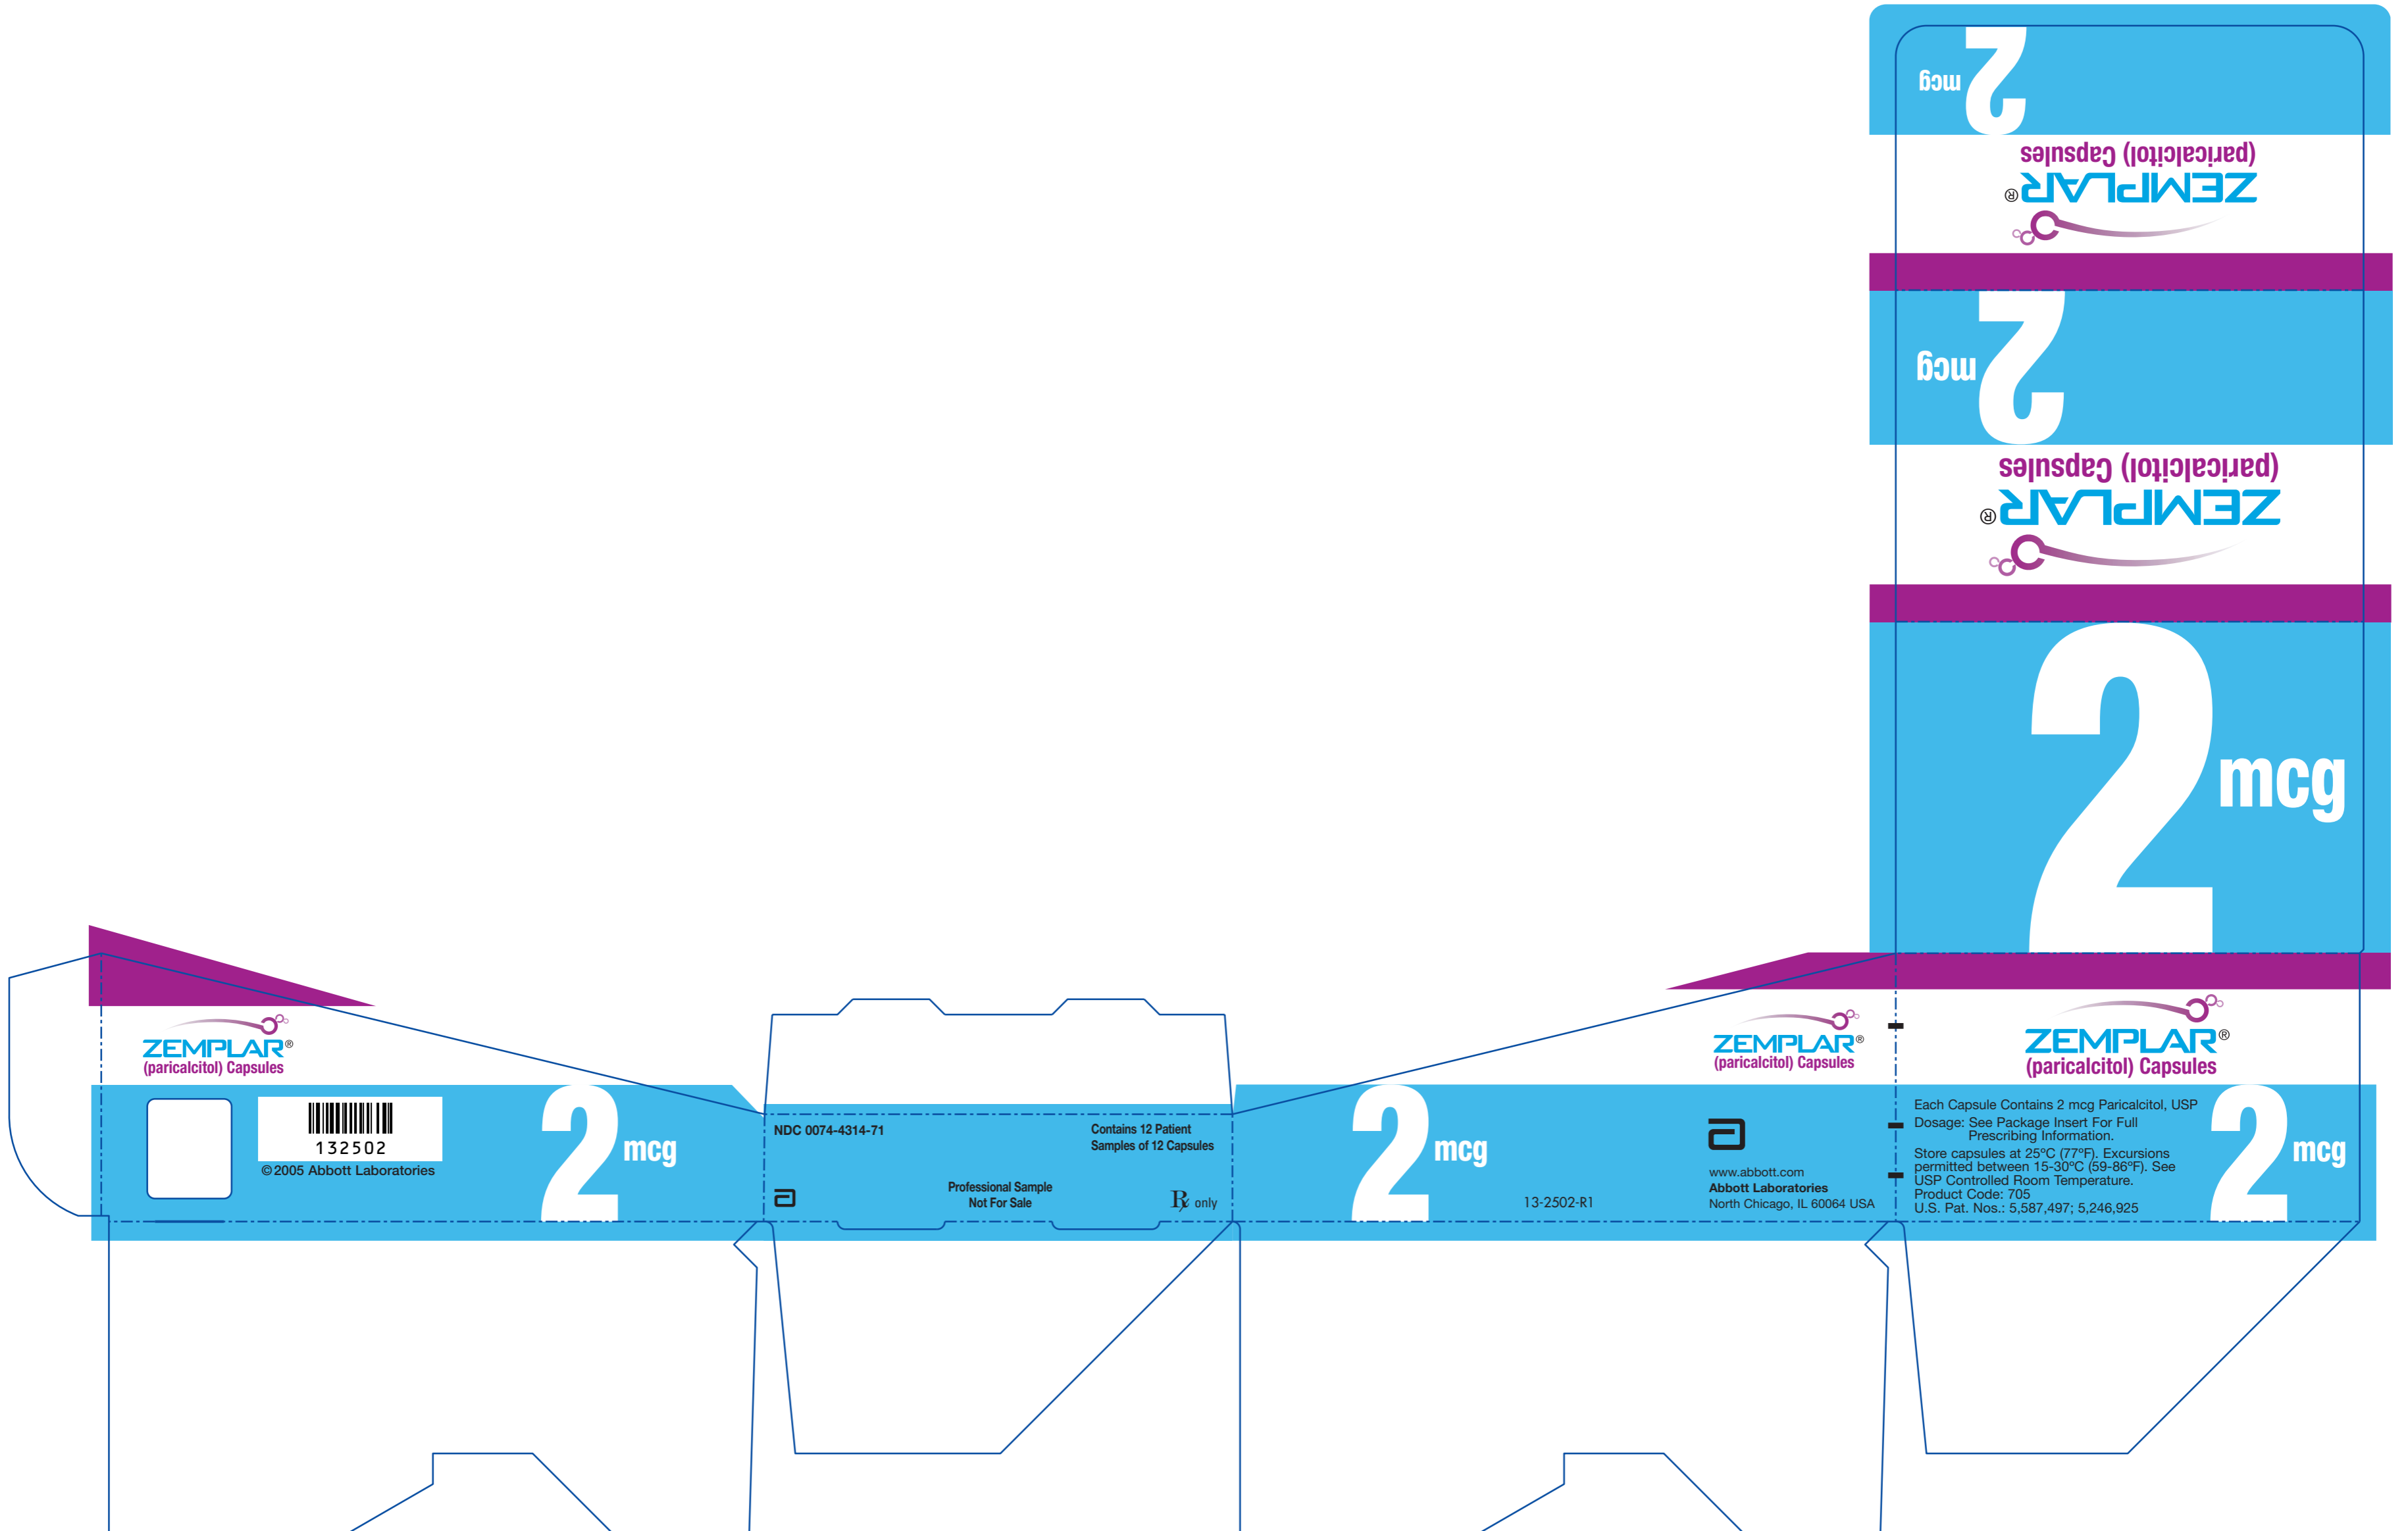 2
mcg
(paricalcitol) Capsules
ZEMPLAR®
2
mcg
(paricalcitol) Capsules
ZEMPLAR®
2
mcg
ZEMPLAR®
(paricalcitol) Capsules
132502
©2005 Abbott Laboratories
2
mcg
NDC 0074-4314-71
Contains 12 Patient
Samples of 12 Capsules
Professional Sample
Not For Sale
a
Rx only
2
mcg
13-2502-R1
ZEMPLAR®
(paricalcitol) Capsules
a
www.abbott.com
Abbott Laboratories
North Chicago, IL 60064 USA
ZEMPLAR®
(paricalcitol) Capsules
Each Capsule Contains 2 mcg Paricalcitol, USP
Dosage: See Package Insert For Full
Prescribing Information.
Store capsules at 25ºC (77ºF). Excursions
permitted between 15-30ºC (59-86ºF). See
USP Controlled Room Temperature.
Product Code: 705
U.S. Pat. Nos.: 5,587,497; 5,246,925
2
mcg